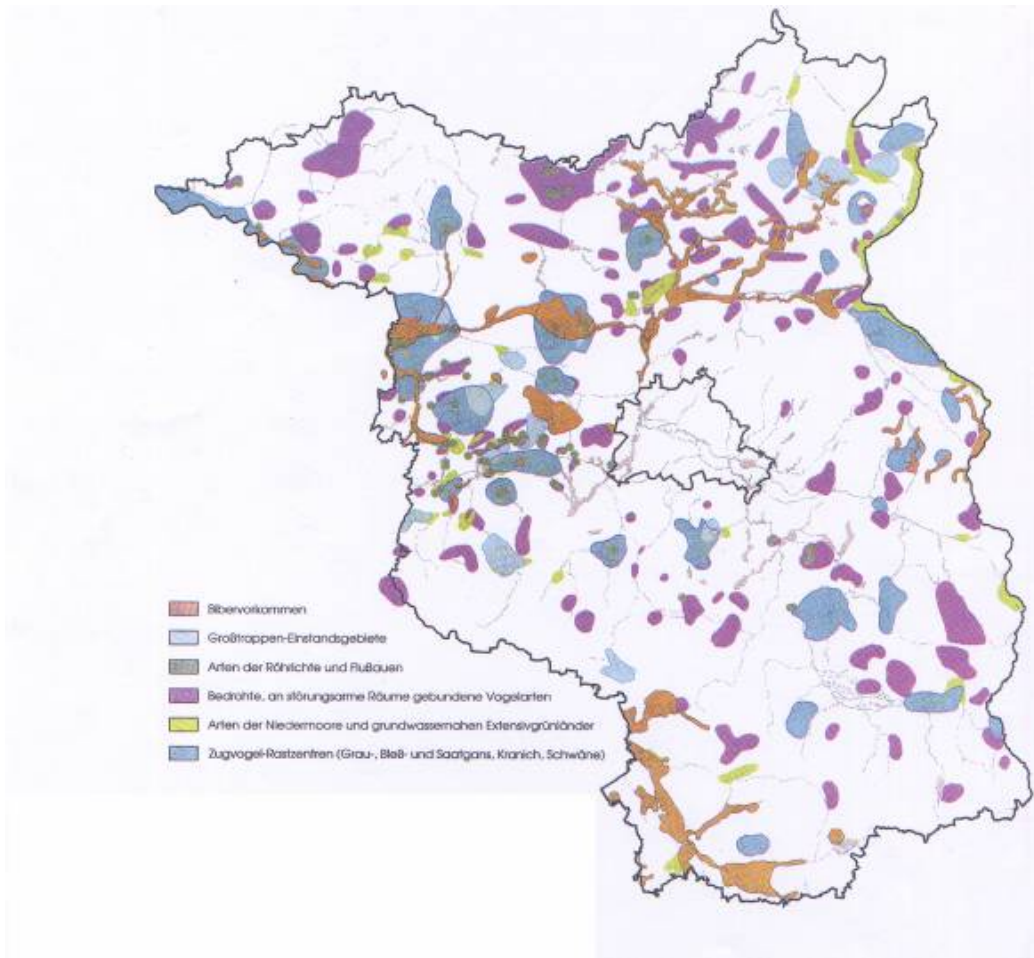 Bibervorkommen
Großtrappen-Einstandsgebiete
Arten der Röhrichte und Flußauen
Bedrohte, an störungsarme Räume gebundene Vogelarten
Arten der Niedermoore und grundwassernahen Extensivgrünländer
Zugvogel-Rastzentren (Grau-, Bleß- und Saatgans, Kranich, Schwäne)